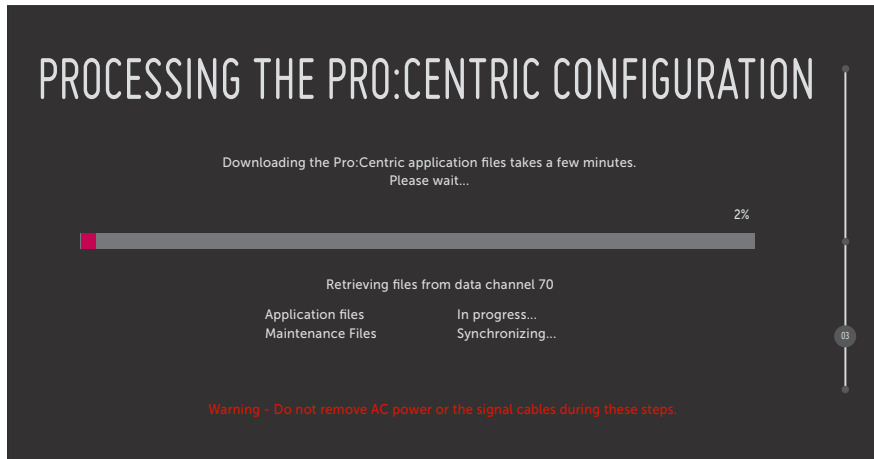 PROCESSING THE PRO:CENTRIC CONFIGURATION
Downloading the Pro:Centric application files takes a few minutes.
Please wait...
2%
Retrieving files from data channel 70
Application files In progress...
Maintenance Files Synchronizing...
03
Warning - Do not remove AC power or the signal cables during these steps.